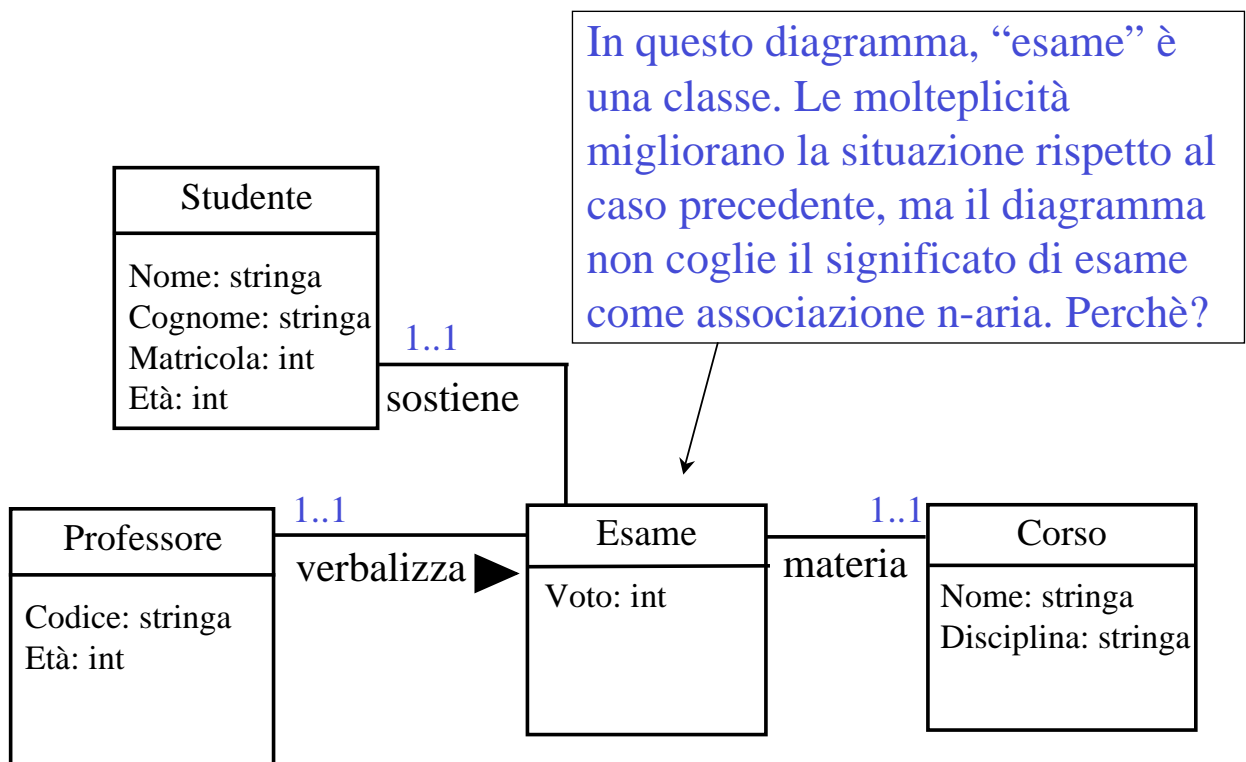 In questo diagramma, “esame” è
una classe. Le molteplicità
migliorano la situazione rispetto al
caso precedente, ma il diagramma
non coglie il significato di esame
come associazione n-aria. Perchè?
Studente
Nome: stringa
Cognome: stringa
Matricola: int
Età: int
1..1
sostiene
Professore
Codice: stringa
Età: int
1..1
verbalizza
Esame
Voto: int
1..1
materia
Corso
Nome: stringa
Disciplina: stringa